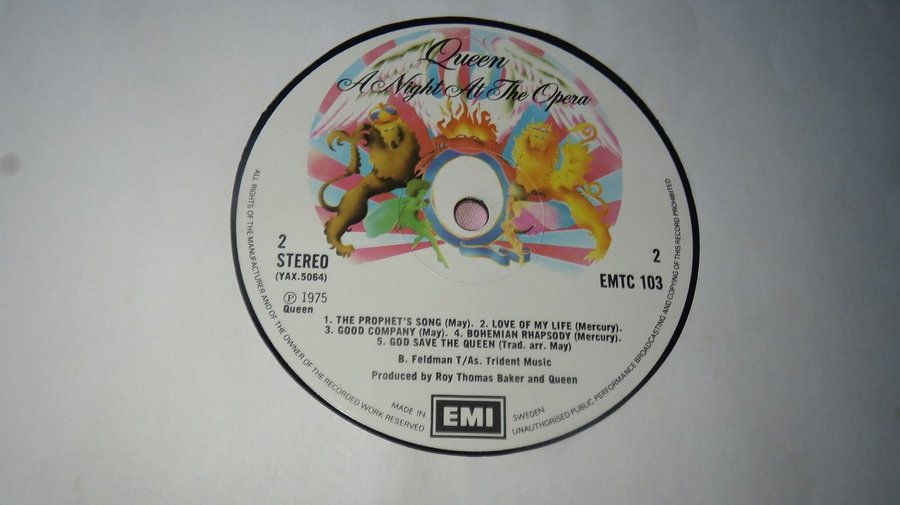 Queen
A Night At The Opera
2
STEREO
(YAX.5064)
Ⓟ 1975
Queen
2
EMTC 103
1. THE PROPHET'S SONG (May). 2. LOVE OF MY LIFE (Mercury).
3. GOOD COMPANY (May). 4. BOHEMIAN RHAPSODY (Mercury).
5. GOD SAVE THE QUEEN (Trad. arr. May)
B. Feldman T/As. Trident Music
Produced by Roy Thomas Baker and Queen
MADE IN
EMI
SWEDEN
ALL RIGHTS OF THE MANUFACTURER AND OF THE OWNER OF THE RECORDED WORK RESERVED
UNAUTHORISED PUBLIC PERFORMANCE BROADCASTING AND COPYING OF THIS RECORD PROHIBITED